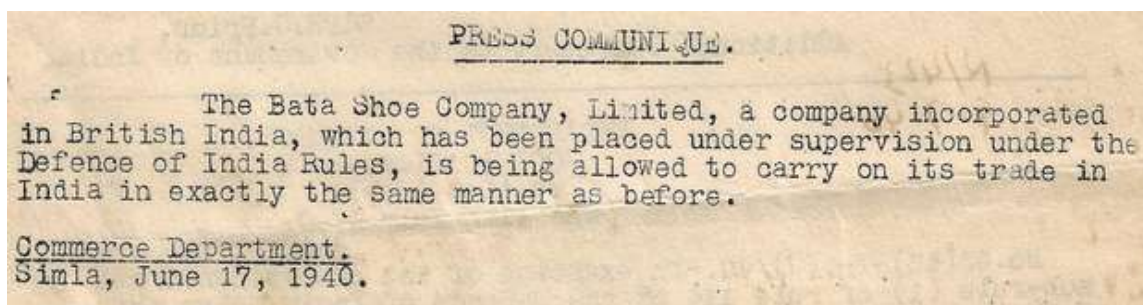 PRESS COMMUNIQUE.
The Bata Shoe Company, Limited, a company incorporated
in British India, which has been placed under supervision under the
Defence of India Rules, is being allowed to carry on its trade in
India in exactly the same manner as before.
Commerce Department.
Simla, June 17, 1940.